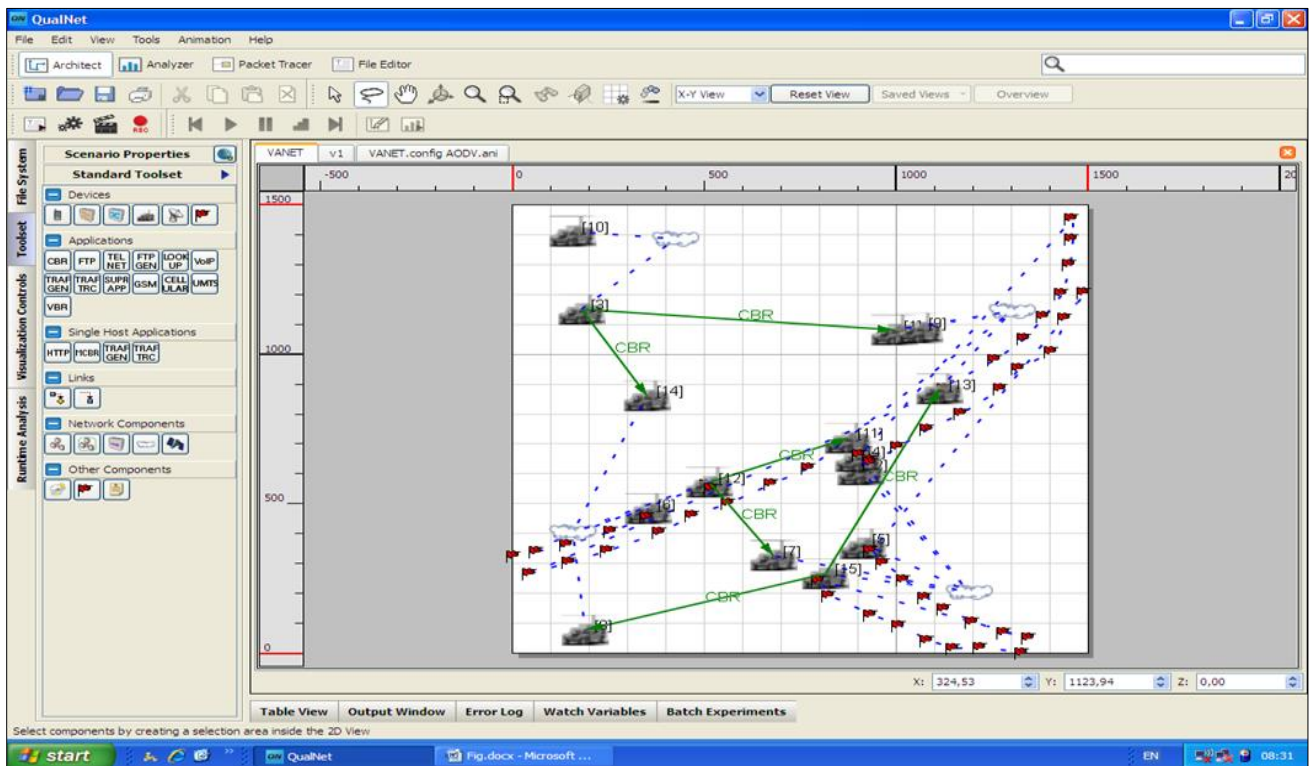 QualNet
File Edit View Tools Animation Help
Architect Analyzer Packet Tracer File Editor
X-Y View Reset View Saved Views Overview
REC
File System
Toolset
Visualization Controls
Runtime Analysis
Scenario Properties
Standard Toolset
Devices
Applications
CBR FTP TEL NET FTP GEN LOOK UP VoIP
TRAF GEN TRAF TRC SUPR APP GSM CELL ULAR UMTS
VBR
Single Host Applications
HTTP MCBR TRAF GEN TRAF TRC
Links
Network Components
Other Components
VANET v1 VANET.config AODV.ani
-500 0 500 1000 1500
1500
[10]
[3]
CBR
[9]
CBR
1000
[14]
[13]
[11]
CBR
[12]
CBR
500
[6]
CBR
[7]
[5]
[15]
CBR
0
X: 324,53 Y: 1123,94 Z: 0,00
Table View Output Window Error Log Watch Variables Batch Experiments
Select components by creating a selection area inside the 2D View
start QualNet Fig.docx - Microsoft ... EN 08:31